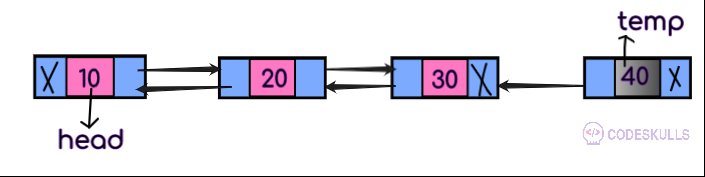 temp
X 10 20 30 X 40 X
head
CODESKULLS